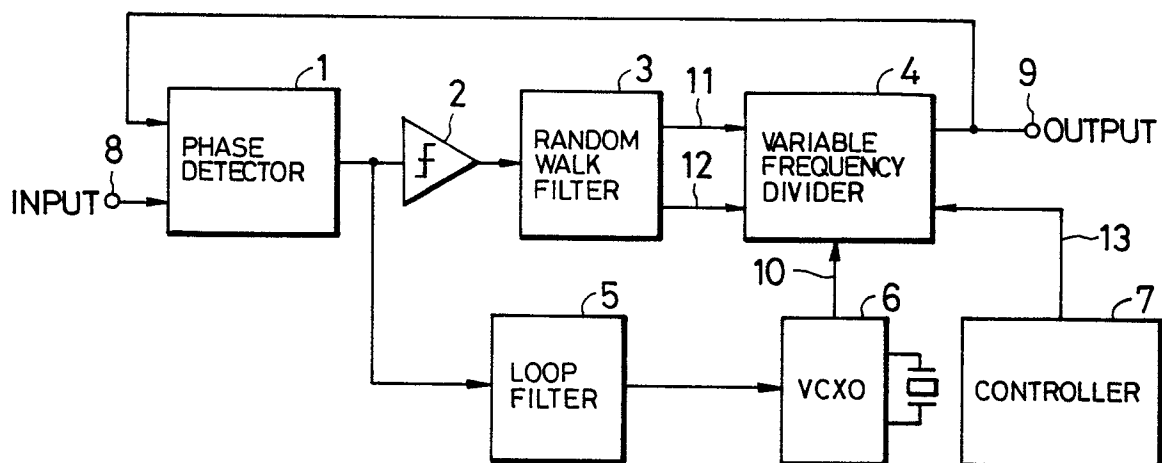 1
2
3
11
4
9
PHASE
DETECTOR
RANDOM
WALK
FILTER
VARIABLE
FREQUENCY
DIVIDER
OUTPUT
8
INPUT
12
10
13
5
6
7
LOOP
FILTER
VCXO
CONTROLLER